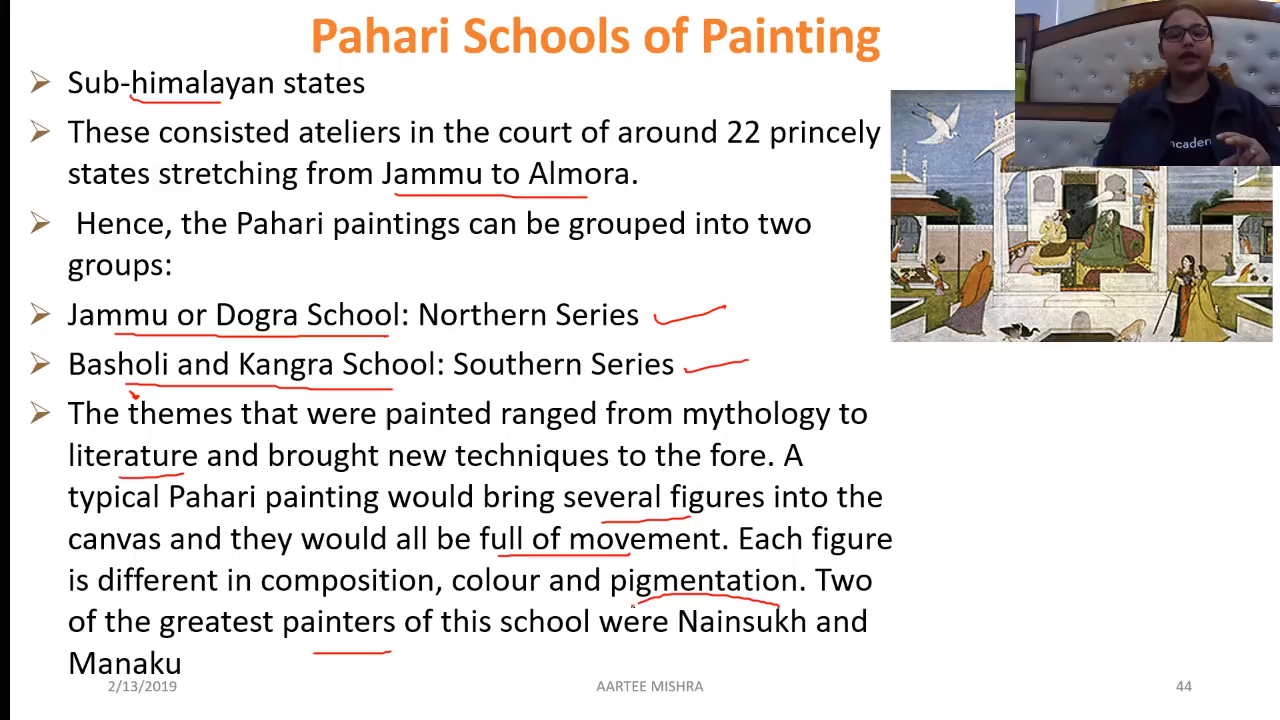 Pahari Schools of Painting
Sub-himalayan states
These consisted ateliers in the court of around 22 princely
states stretching from Jammu to Almora.
Hence, the Pahari paintings can be grouped into two
groups:
Jammu or Dogra School: Northern Series
Basholi and Kangra School: Southern Series
The themes that were painted ranged from mythology to
literature and brought new techniques to the fore. A
typical Pahari painting would bring several figures into the
canvas and they would all be full of movement. Each figure
is different in composition, colour and pigmentation. Two
of the greatest painters of this school were Nainsukh and
Manaku
2/13/2019
AARTEE MISHRA
44
ncaden